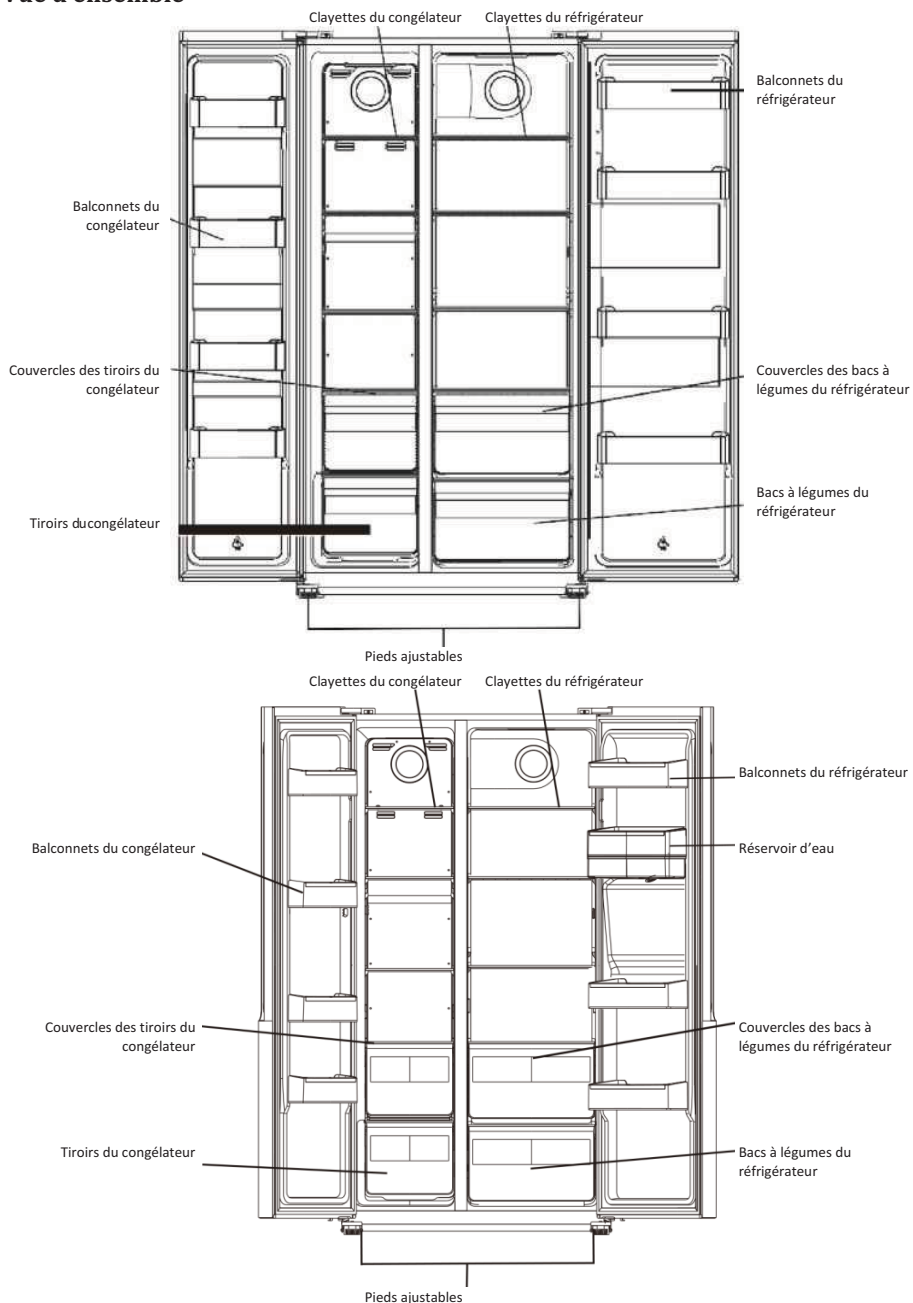 Vue d'ensemble
Clayettes du congélateur
Clayettes du réfrigérateur
Balconnets du
réfrigérateur
Balconnets du
congélateur
Couvercles des tiroirs du
congélateur
Couvercles des bacs à
légumes du réfrigérateur
Bacs à légumes du
réfrigérateur
Tiroirs ducongélateur
Pieds ajustables
Clayettes du congélateur
Clayettes du réfrigérateur
Balconnets du réfrigérateur
Balconnets du congélateur
Réservoir d’eau
Couvercles des tiroirs du
congélateur
Couvercles des bacs à
légumes du réfrigérateur
Tiroirs du congélateur
Bacs à légumes du
réfrigérateur
Pieds ajustables